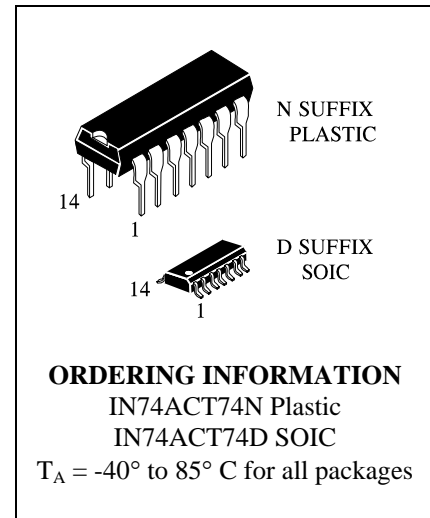 N SUFFIX
PLASTIC
14
1
D SUFFIX
SOIC
14
1
ORDERING INFORMATION
IN74ACT74N Plastic
IN74ACT74D SOIC
TA = -40° to 85° C for all packages